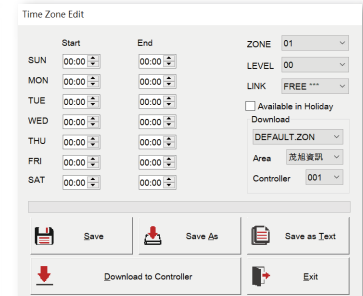 Time Zone Edit
Start End ZONE 01
SUN 00:00 00:00 LEVEL 00
MON 00:00 00:00 LINK FREE ***
TUE 00:00 00:00 Available in Holiday
WED 00:00 00:00 Download
THU 00:00 00:00 DEFAULT.ZON
FRI 00:00 00:00 Area 茂旭資訊
SAT 00:00 00:00 Controller 001
Save Save As Save as Text
Download to Controller Exit